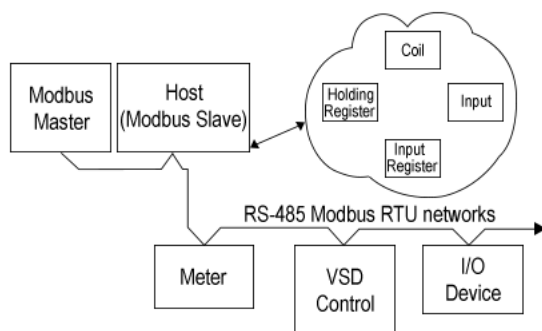 Modbus
Master
Host
(Modbus Slave)
Coil
Holding
Register
Input
Input
Register
RS-485 Modbus RTU networks
Meter
VSD
Control
I/O
Device